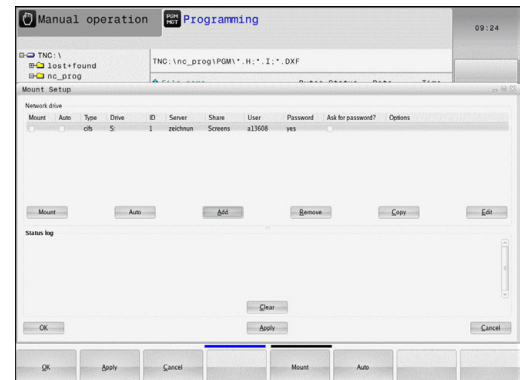 Manual operation
PGM MGT
Programming
09:24
TNC:\
lost+found
nc_prog
TNC:\nc_prog\PGM\*.H;*.I;*.DXF
Mount Setup
Network drive
Mount Auto Type Drive ID Server Share User Password Ask for password? Options
cifs S: 1 zeichnun Screens a13608 yes
Mount Auto Add Remove Copy Edit
Status log
Clear
OK Apply Cancel
OK Apply Cancel Mount Auto